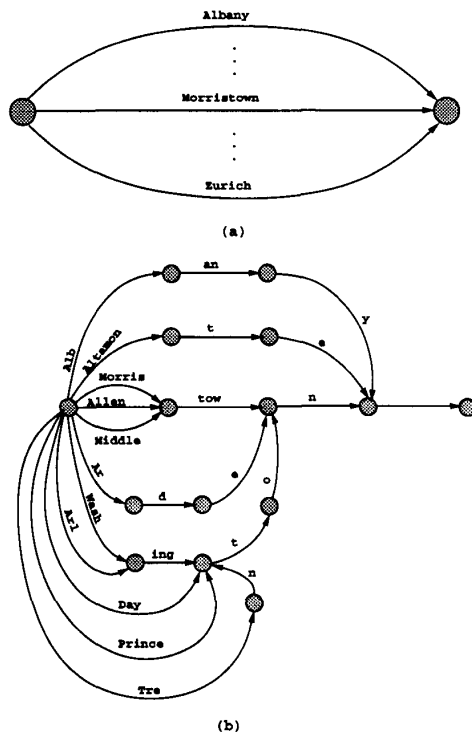 Albany
Morristown
Zurich
(a)
an
y
Alb
Altamon
t
e
Morris
Allen
tow
n
Middle
Ar
d
e
o
Wash
Arl
ing
t
n
Day
Prince
Tre
(b)